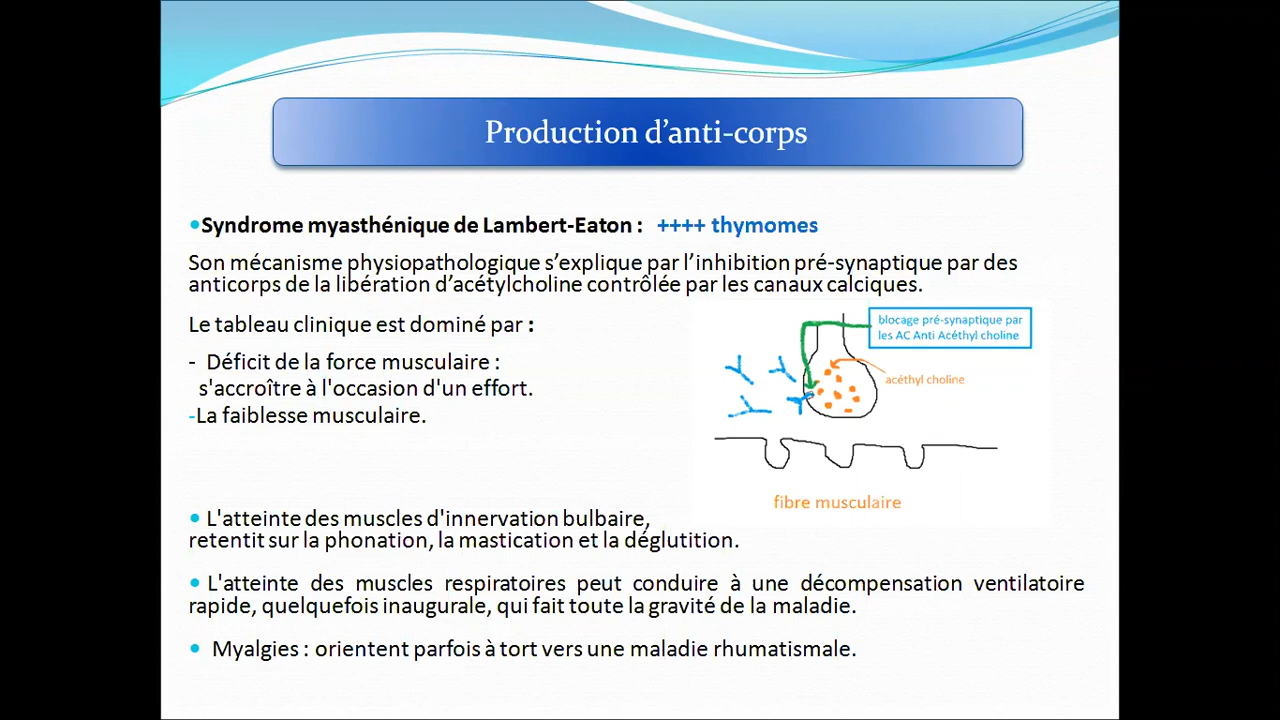 Production d’anti-corps
•Syndrome myasthénique de Lambert-Eaton : ++++ thymomes
Son mécanisme physiopathologique s’explique par l’inhibition pré-synaptique par des
anticorps de la libération d’acétylcholine contrôlée par les canaux calciques.
Le tableau clinique est dominé par :
- Déficit de la force musculaire :
s'accroître à l'occasion d'un effort.
-La faiblesse musculaire.
blocage pré-synaptique par
les AC Anti Acéthyl choline
acéthyl choline
fibre musculaire
• L'atteinte des muscles d'innervation bulbaire,
retentit sur la phonation, la mastication et la déglutition.
• L'atteinte des muscles respiratoires peut conduire à une décompensation ventilatoire
rapide, quelquefois inaugurale, qui fait toute la gravité de la maladie.
• Myalgies : orientent parfois à tort vers une maladie rhumatismale.